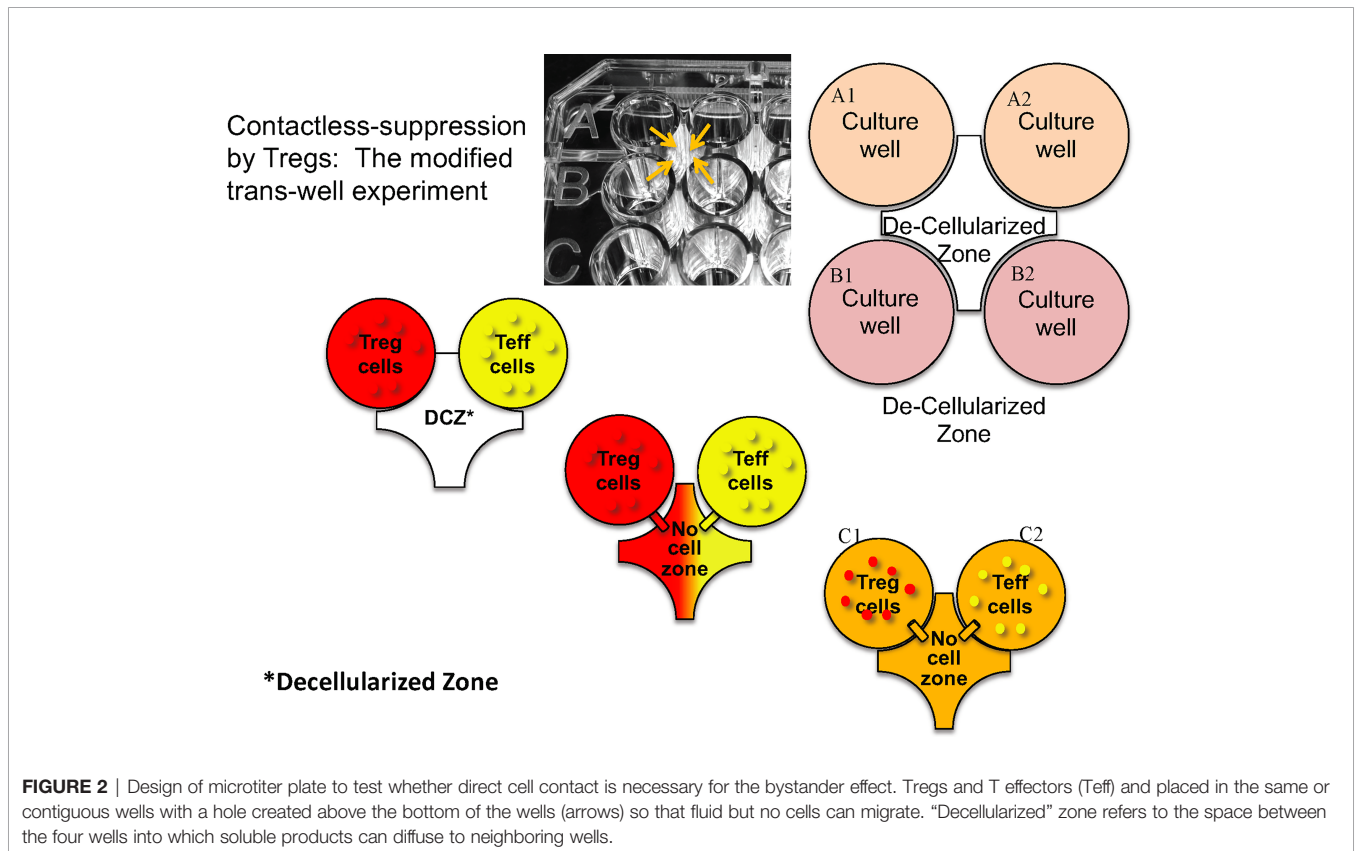 Contactless-suppression
by Tregs: The modified
trans-well experiment
A
B
C
A1
Culture
well
A2
Culture
well
De-Cellularized
Zone
B1
Culture
well
B2
Culture
well
De-Cellularized
Zone
Treg
cells
Teff
cells
DCZ*
Treg
cells
Teff
cells
No
cell
zone
C1
Treg
cells
C2
Teff
cells
No
cell
zone
*Decellularized Zone
FIGURE 2 | Design of microtiter plate to test whether direct cell contact is necessary for the bystander effect. Tregs and T effectors (Teff) and placed in the same or
contiguous wells with a hole created above the bottom of the wells (arrows) so that fluid but no cells can migrate. “Decellularized” zone refers to the space between
the four wells into which soluble products can diffuse to neighboring wells.